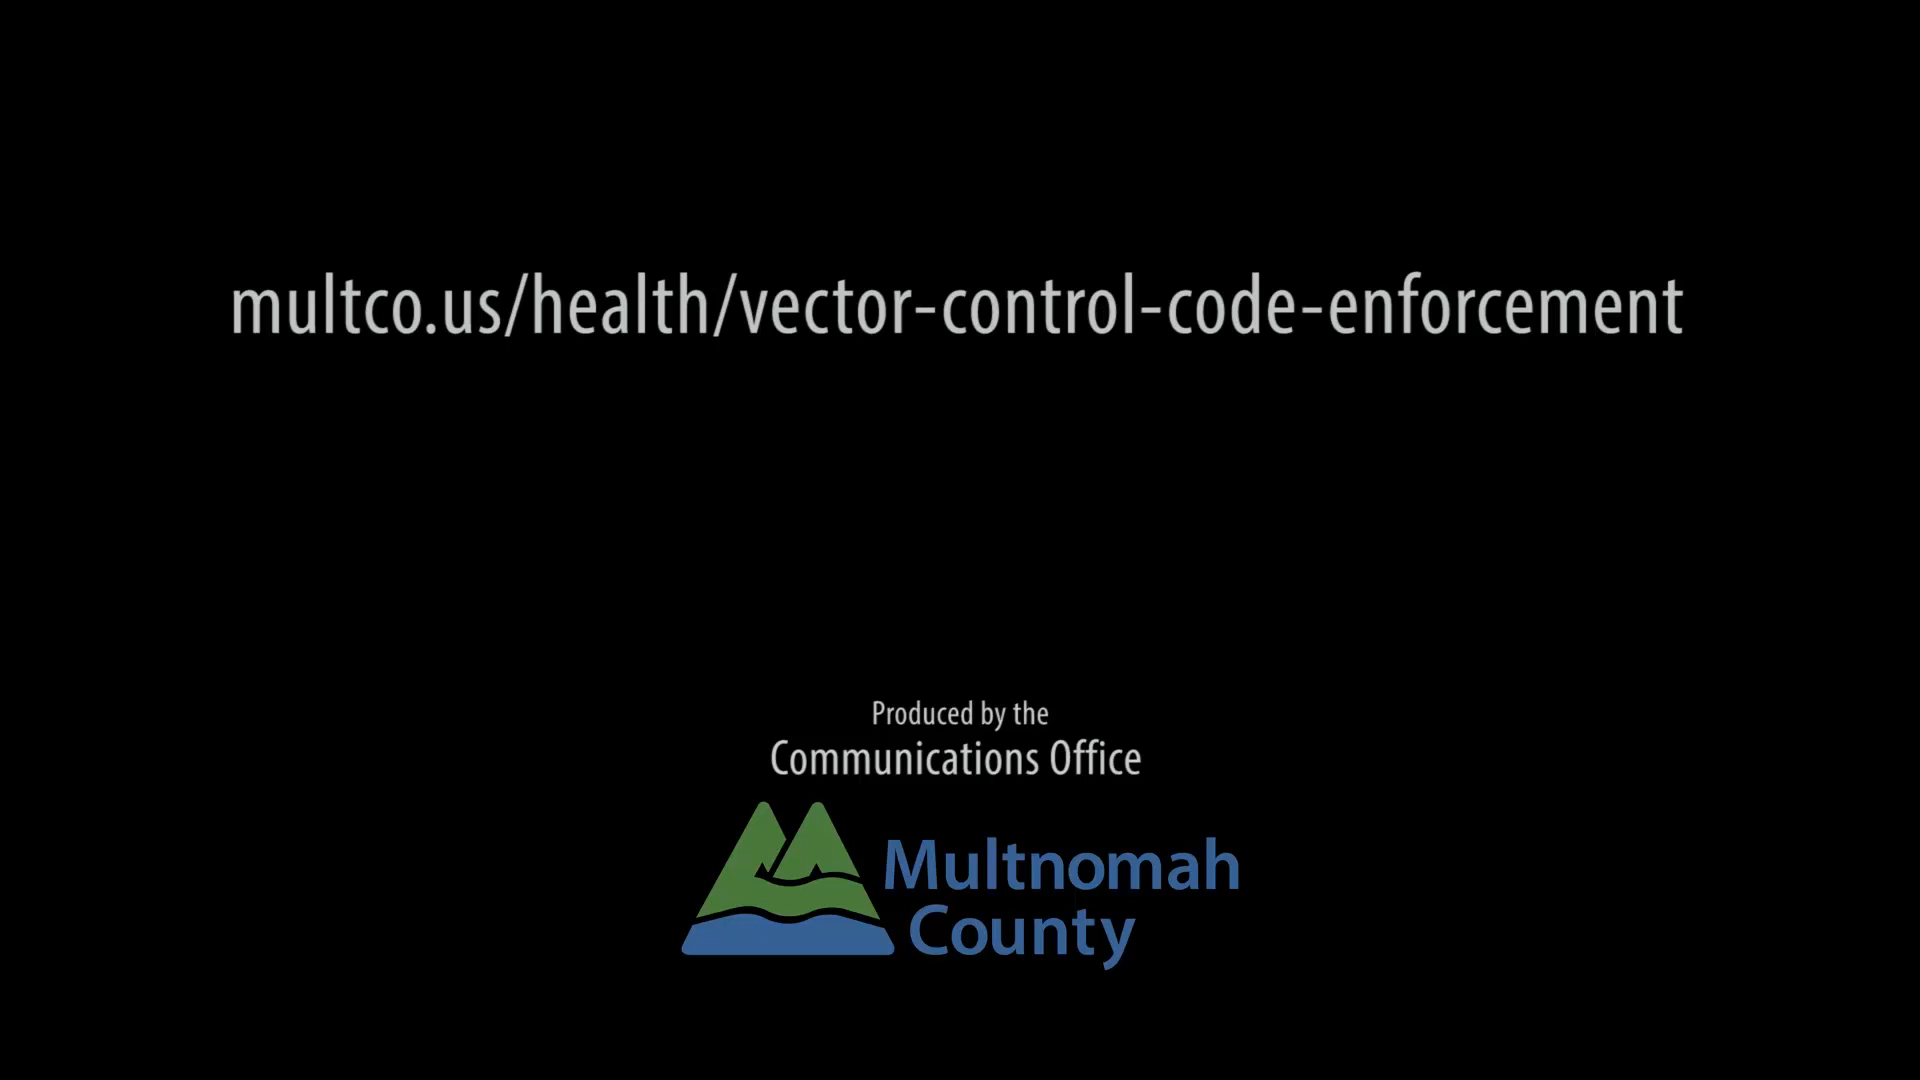 multco.us/health/vector-control-code-enforcement
Produced by the
Communications Office
Multnomah
County